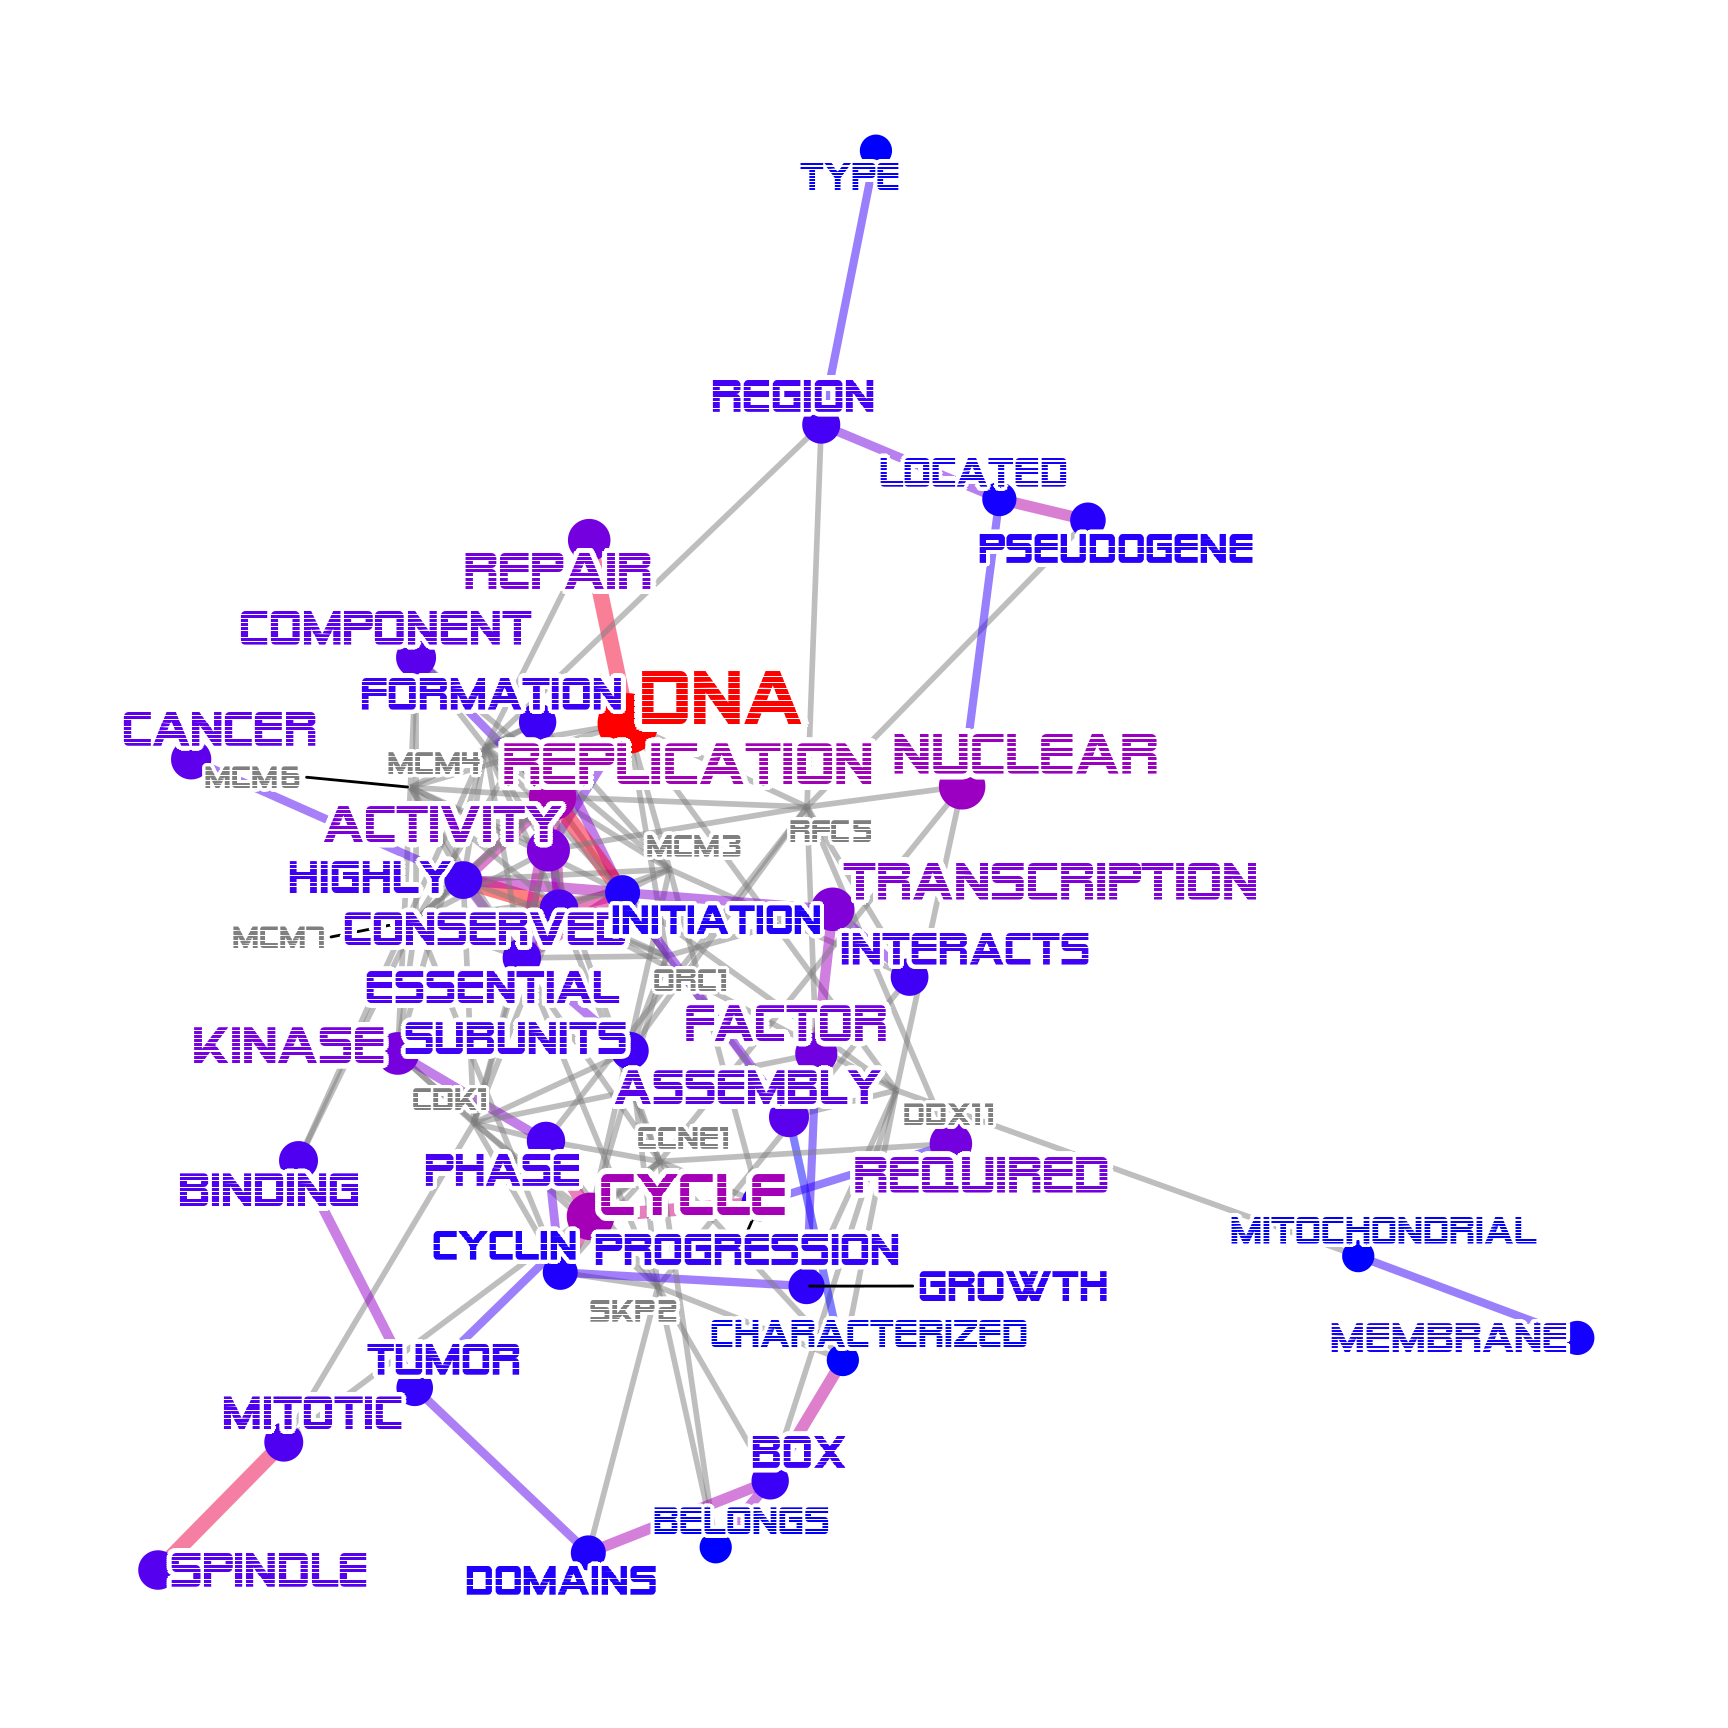 TYPE
REGION
LOCATED
PSEUDOGENE
REPAIR
COMPONENT
FORMATION
DNA
CANCER
MCM4
REPLICATION
NUCLEAR
MCM6
ACTIVITY
RFC5
MCM3
HIGHLY
TRANSCRIPTION
CONSERVED
INITIATION
MCM7
INTERACTS
ORC1
ESSENTIAL
FACTOR
KINASE
SUBUNITS
ASSEMBLY
CDK1
DDX11
CCNE1
PHASE
REQUIRED
BINDING
CYCLE
MITOCHONDRIAL
CYCLIN
PROGRESSION
GROWTH
SKP2
CHARACTERIZED
MEMBRANE
TUMOR
MITOTIC
BOX
BELONGS
SPINDLE
DOMAINS